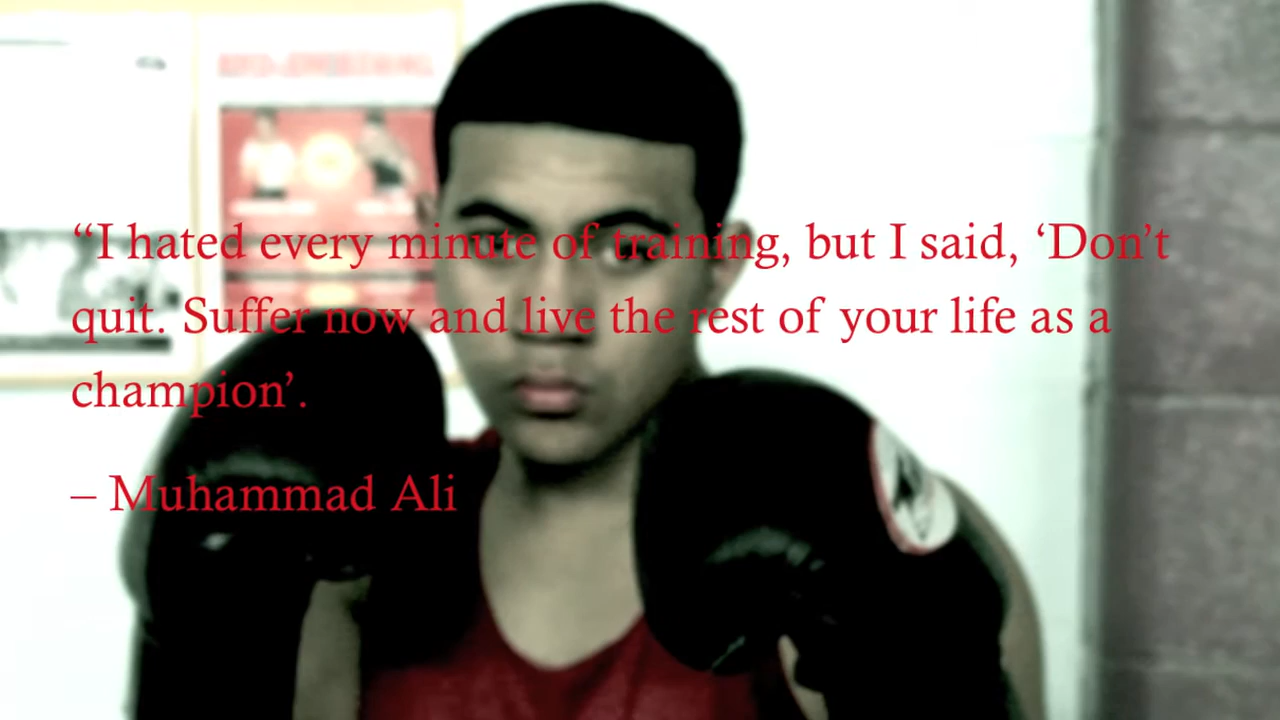 “I hated every minute of training, but I said, ‘Don’t
quit. Suffer now and live the rest of your life as a
champion’.
– Muhammad Ali